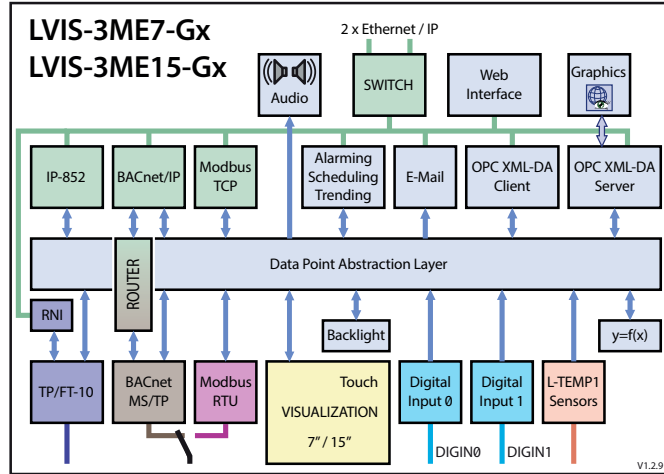 LVIS-3ME7-Gx
LVIS-3ME15-Gx
2 x Ethernet / IP
Audio
SWITCH
Web
Interface
Graphics
IP-852
BACnet/IP
Modbus
TCP
Alarming
Scheduling
Trending
E-Mail
OPC XML-DA
Client
OPC XML-DA
Server
Data Point Abstraction Layer
ROUTER
RNI
Backlight
y=f(x)
TP/FT-10
BACnet
MS/TP
Modbus
RTU
Touch
VISUALIZATION
7” / 15”
Digital
Input 0
Digital
Input 1
L-TEMP1
Sensors
DIGIN0
DIGIN1
V1.2.9